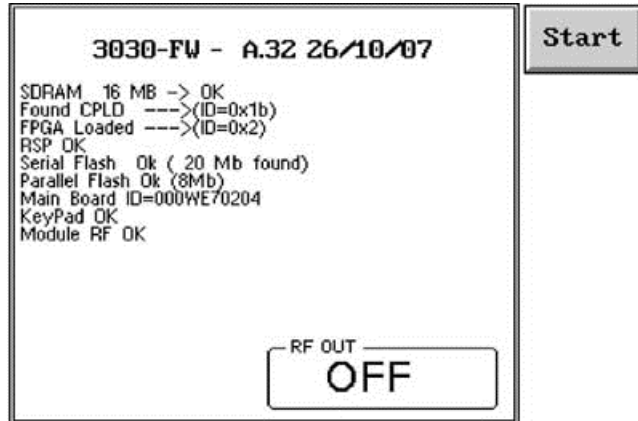 3030-FW - A.32 26/10/07
Start
SDRAM 16 MB -> OK
Found CPLD --->(ID=0x1b)
FPGA Loaded --->(ID=0x2)
RSP OK
Serial Flash Ok ( 20 Mb found)
Parallel Flash Ok (8Mb)
Main Board ID=000WE70204
KeyPad OK
Module RF OK
RF OUT
OFF